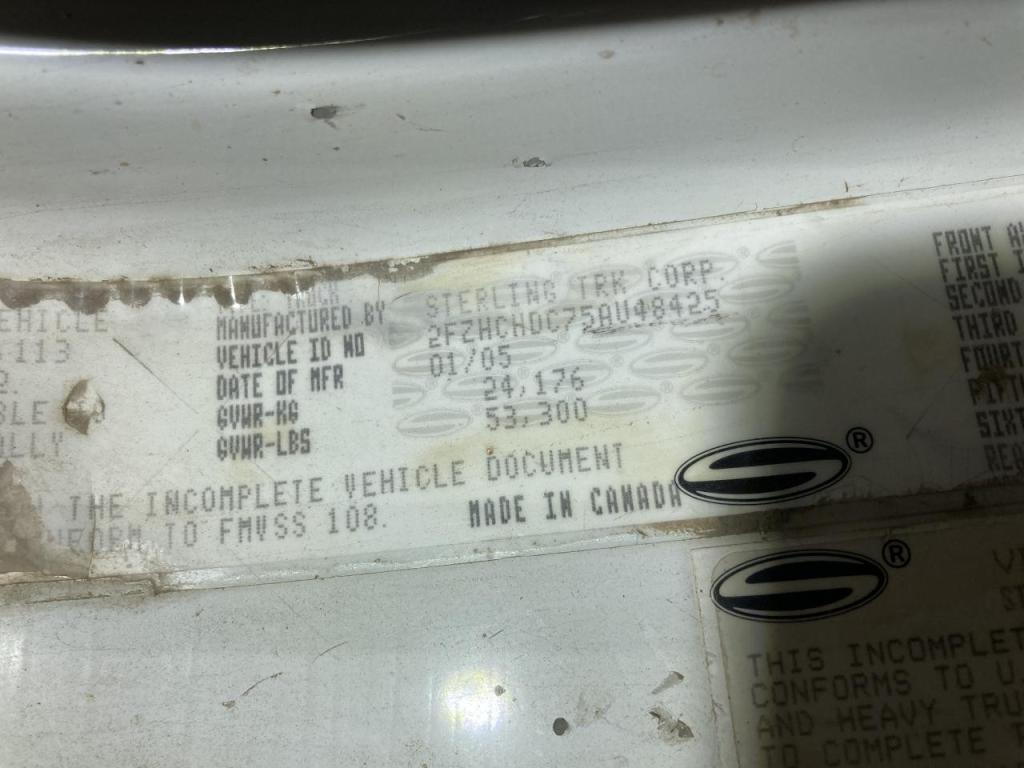 STERLING TRK CORP.
MANUFACTURED BY
VEHICLE ID NO 2FZHCHDC75AU48425
113 DATE OF MFR 01/05
GVWR-KG 24,176
GVWR-LBS 53,300
THE INCOMPLETE VEHICLE DOCUMENT
TO FMVSS 108. MADE IN CANADA ®
FRONT
FIRST
SECOND
THIRD
®
THIS INCOMPLETE
CONFORMS TO U.
AND HEAVY TRU
TO COMPLETE